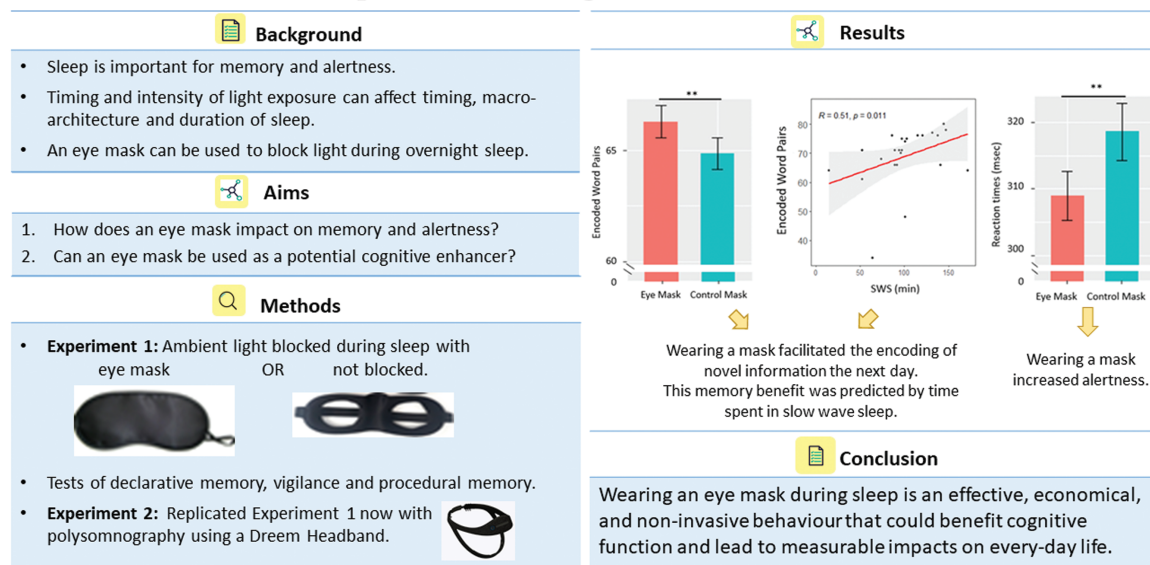 Background
• Sleep is important for memory and alertness.
• Timing and intensity of light exposure can affect timing, macro-
architecture and duration of sleep.
• An eye mask can be used to block light during overnight sleep.
Aims
1. How does an eye mask impact on memory and alertness?
2. Can an eye mask be used as a potential cognitive enhancer?
Methods
• Experiment 1: Ambient light blocked during sleep with
eye mask OR not blocked.
• Tests of declarative memory, vigilance and procedural memory.
• Experiment 2: Replicated Experiment 1 now with
polysomnography using a Dreem Headband.
Results
**
Encoded Word Pairs
65
60
0
Eye Mask Control Mask
R = 0.51, p = 0.011
Encoded Word Pairs
80
70
60
50
40
0 50 100 150
SWS (min)
**
Reaction times (msec)
320
310
300
0
Eye Mask Control Mask
Wearing a mask facilitated the encoding of
novel information the next day.
This memory benefit was predicted by time
spent in slow wave sleep.
Wearing a mask
increased alertness.
Conclusion
Wearing an eye mask during sleep is an effective, economical,
and non-invasive behaviour that could benefit cognitive
function and lead to measurable impacts on every-day life.